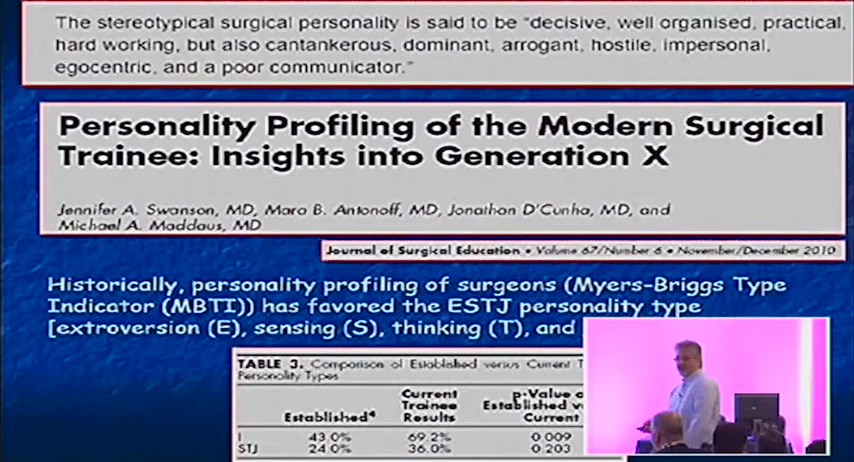 The stereotypical surgical personality is said to be "decisive, well organised, practical,
hard working, but also cantankerous, dominant, arrogant, hostile, impersonal,
egocentric, and a poor communicator."
Personality Profiling of the Modern Surgical
Trainee: Insights into Generation X
Jennifer A. Swanson, MD, Mara B. Antonoff, MD, Jonathan D'Cunha, MD, and
Michael A. Maddaus, MD
Journal of Surgical Education • Volume 67/Number 6 • November/December 2010
Historically, personality profiling of surgeons (Myers-Briggs Type
Indicator (MBTI)) has favored the ESTJ personality type
[extroversion (E), sensing (S), thinking (T), and
TABLE 3. Comparison of Established versus Current T
Personality Types
Established⁴ Current Trainee Results p-Value Established v Current
I 43.0% 69.2% 0.009
STJ 24.0% 36.0% 0.203